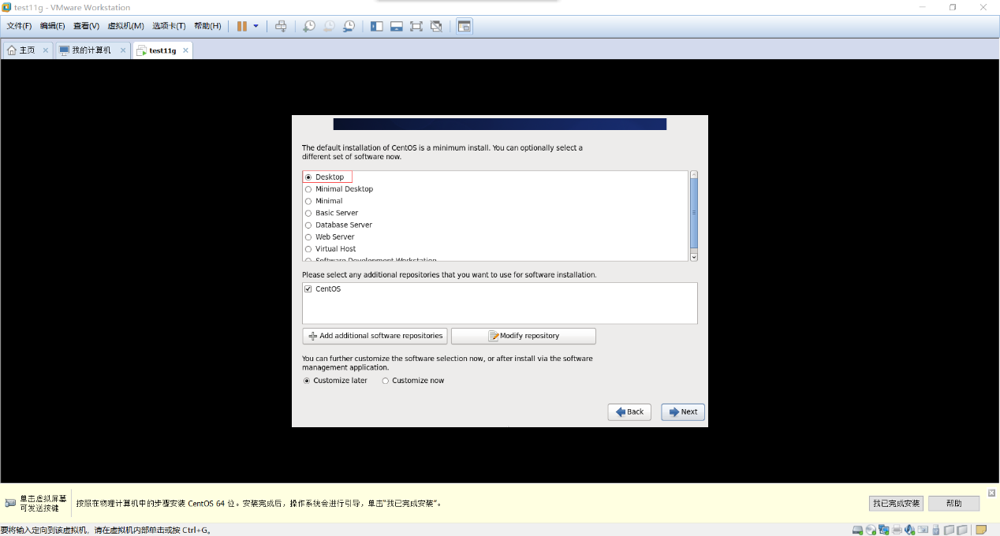 test11g - VMware Workstation
文件(F) 编辑(E) 查看(V) 虚拟机(M) 选项卡(T) 帮助(H)
主页 我的计算机 test11g
The default installation of CentOS is a minimum install. You can optionally select a
different set of software now.
Desktop
Minimal Desktop
Minimal
Basic Server
Database Server
Web Server
Virtual Host
Software Development Workstation
Please select any additional repositories that you want to use for software installation.
CentOS
Add additional software repositories Modify repository
You can further customize the software selection now, or after install via the software
management application.
Customize later Customize now
Back Next
单击虚拟屏幕
可发送按键
按照在物理计算机中的步骤安装 CentOS 64 位。安装完成后，操作系统会进行引导，单击“我已完成安装”。
我已完成安装 帮助
要将输入定向到该虚拟机，请在虚拟机内部单击或按 Ctrl+G。